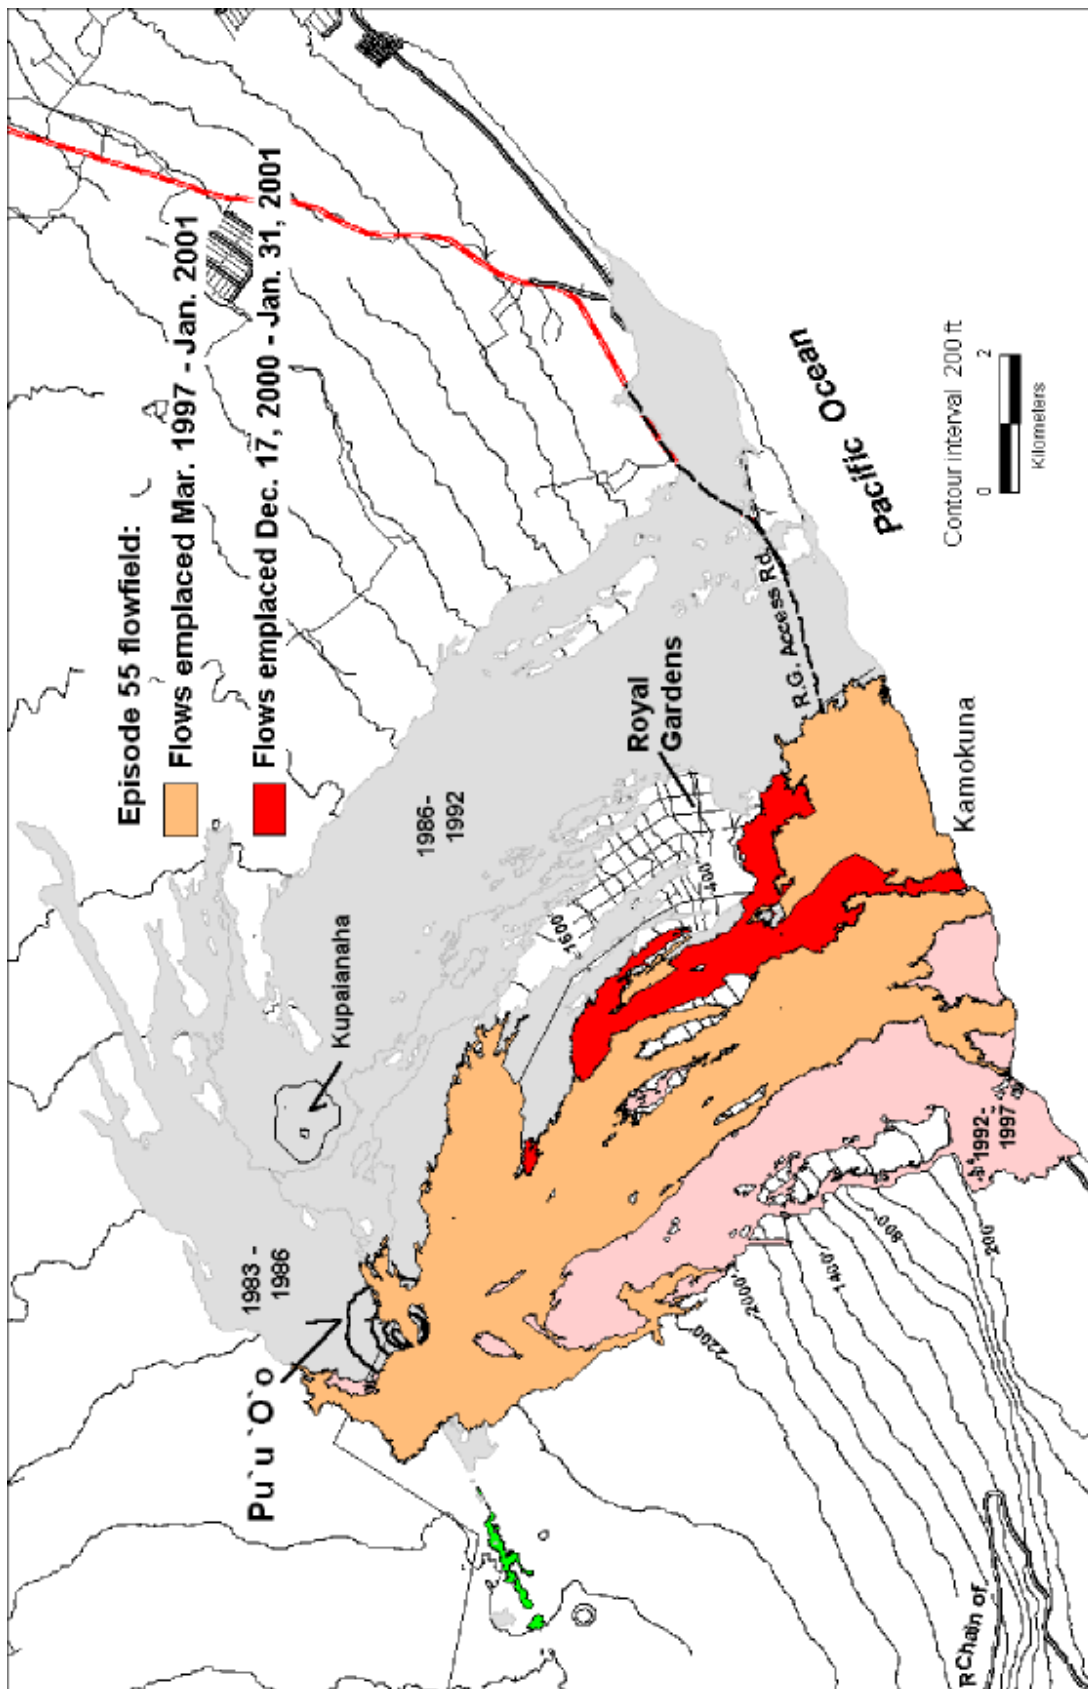 Episode 55 flowfield:
Flows emplaced Mar. 1997 - Jan. 2001
Flows emplaced Dec. 17, 2000 - Jan. 31, 2001
Pu`u `O`o
1983 -
1986
Kupaianaha
1986-
1992
Royal
Gardens
1600'
400'
R.G. Access Rd.
Pacific Ocean
Kamokuna
1992-
1997
2200'
2000'
1400'
800'
200'
Chain of
R
Contour interval 200 ft
0 2
Kilometers